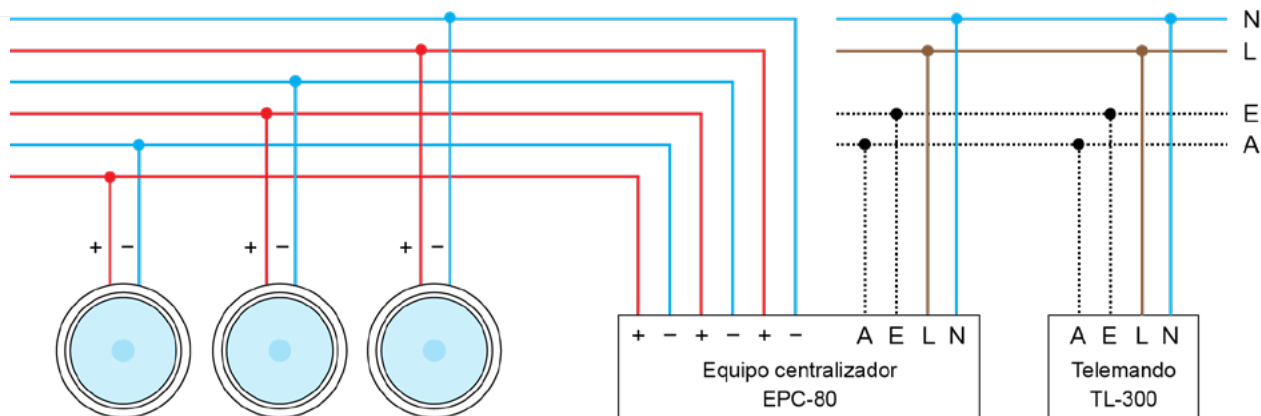 N
L
E
A
+ − + − + −
+ − + − + − A E L N
Equipo centralizador
EPC-80
A E L N
Telemando
TL-300